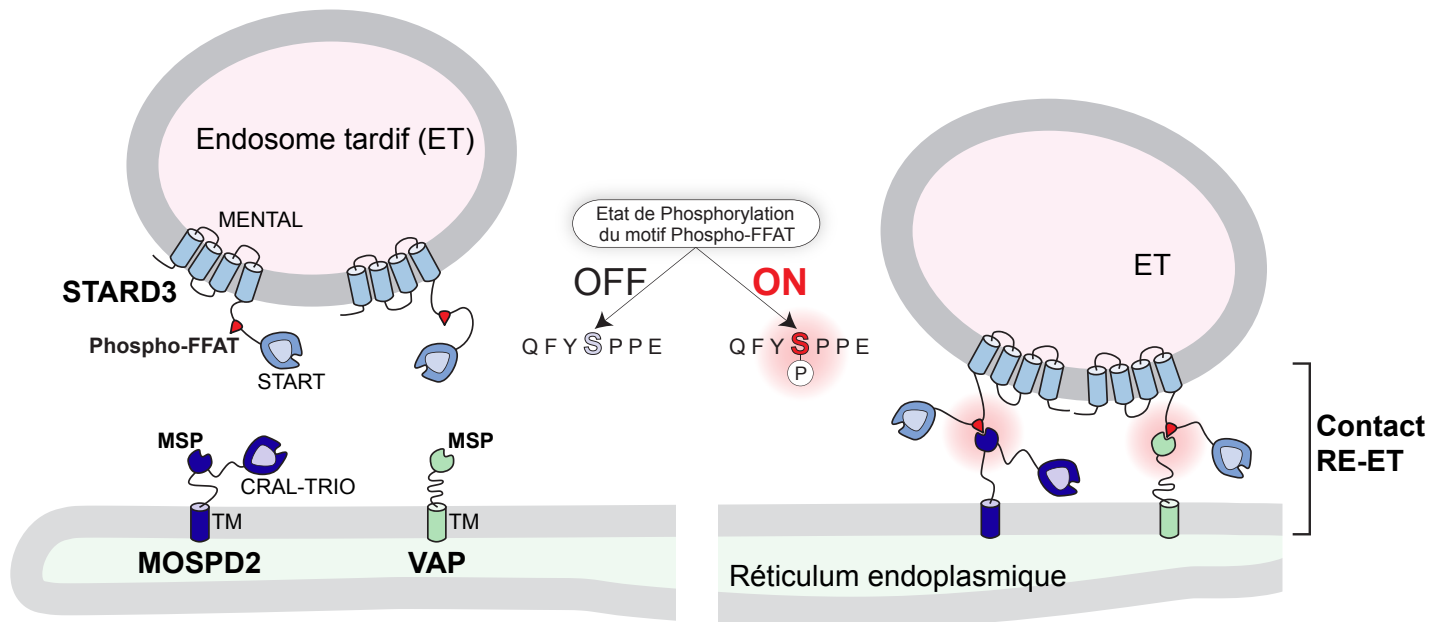 Endosome tardif (ET)
MENTAL
STARD3
Phospho-FFAT
START
MSP
CRAL-TRIO
TM
MOSPD2
MSP
TM
VAP
Etat de Phosphorylation
du motif Phospho-FFAT
OFF
ON
QFYSPPE
QFYSPPE
P
ET
Contact
RE-ET
Réticulum endoplasmique